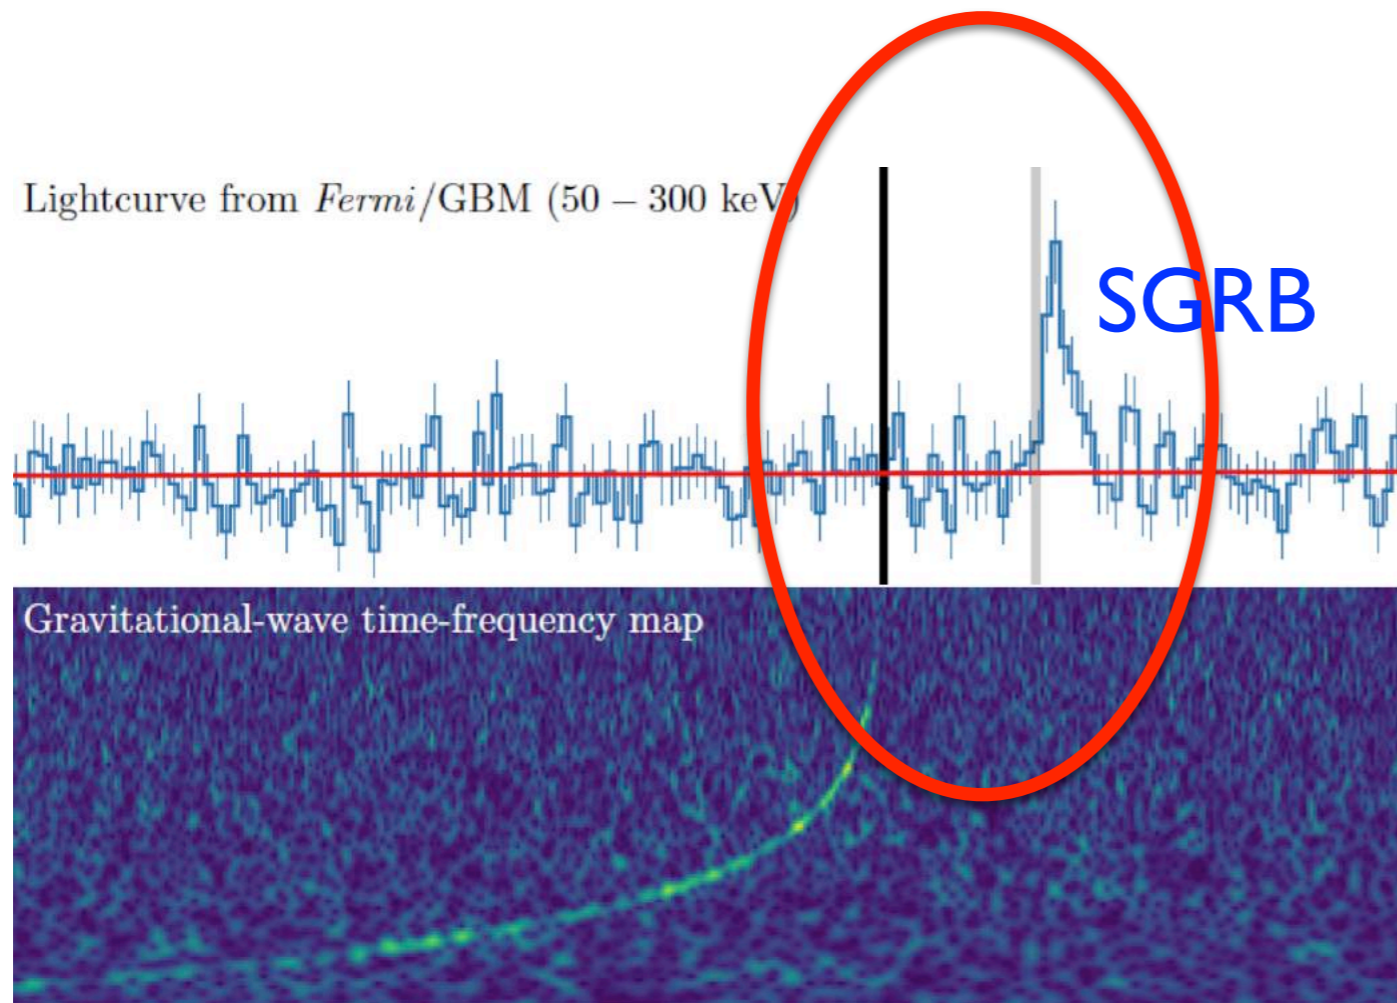 Lightcurve from Fermi/GBM (50 – 300 keV)
SGRB
Gravitational-wave time-frequency map